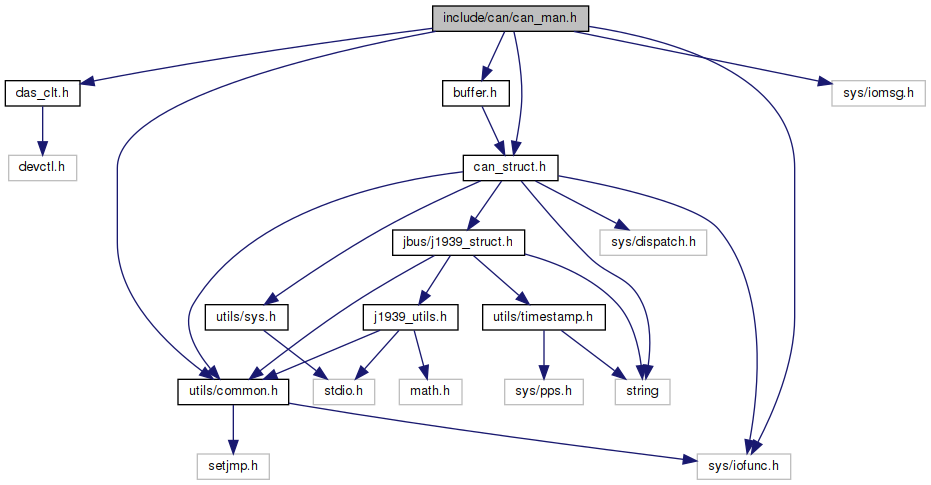 include/can/can_man.h
das_clt.h
buffer.h
sys/iomsg.h
devctl.h
can_struct.h
jbus/j1939_struct.h
sys/dispatch.h
utils/sys.h
j1939_utils.h
utils/timestamp.h
utils/common.h
stdio.h
math.h
sys/pps.h
string
setjmp.h
sys/iofunc.h